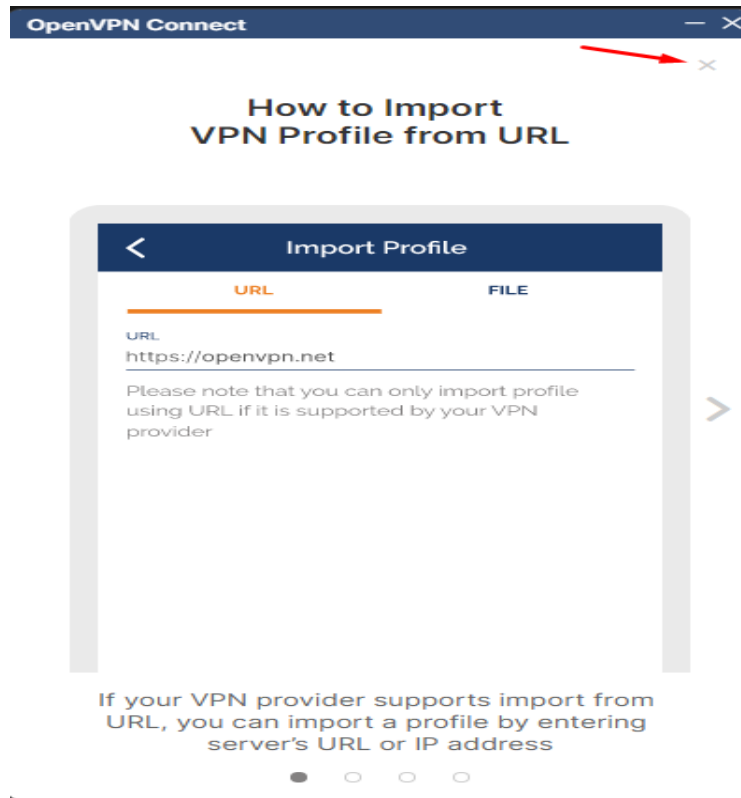 OpenVPN Connect
How to Import
VPN Profile from URL
Import Profile
URL FILE
URL
https://openvpn.net
Please note that you can only import profile
using URL if it is supported by your VPN
provider
If your VPN provider supports import from
URL, you can import a profile by entering
server's URL or IP address